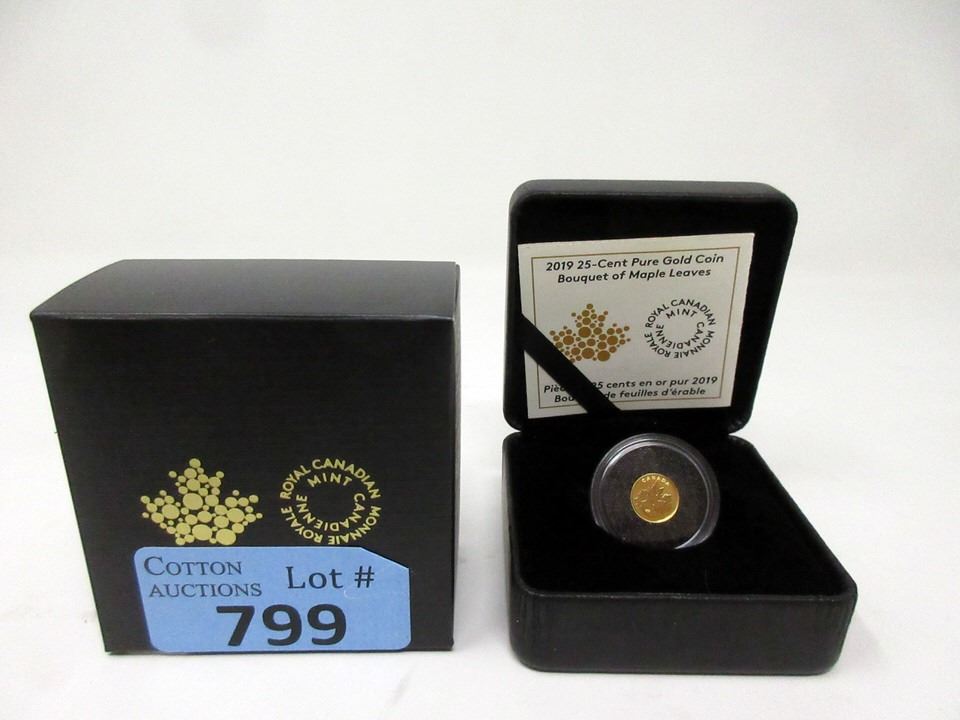 ROYAL CANADIAN MINT
MONNAIE ROYALE CANADIENNE
COTTON
AUCTIONS
Lot #
799
2019 25-Cent Pure Gold Coin
Bouquet of Maple Leaves
ROYAL CANADIAN MINT
MONNAIE ROYALE CANADIENNE
25 cents en or pur 2019
de feuilles d'érable
CANADA